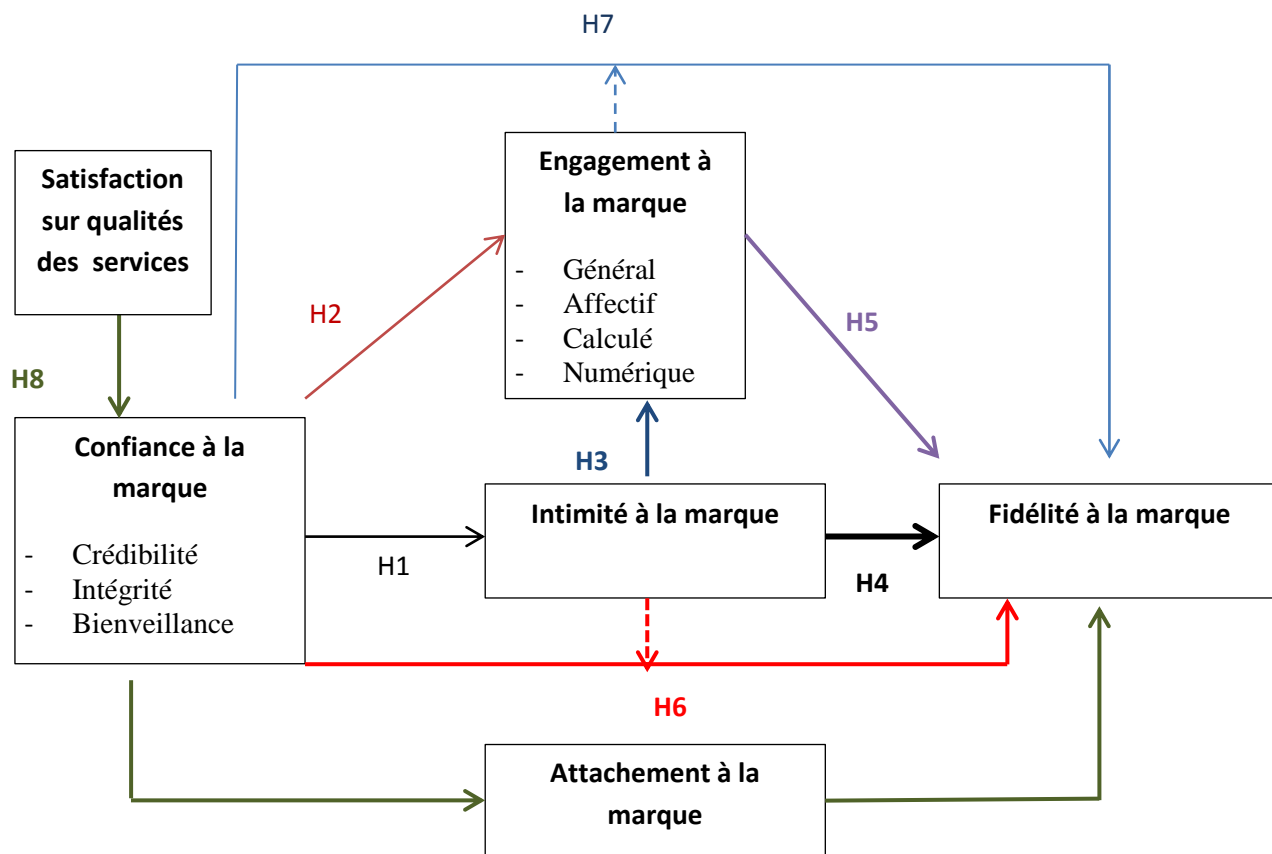 H7
Satisfaction
sur qualités
des services
Engagement à
la marque
- Général
- Affectif
- Calculé
- Numérique
H2
H5
H8
Confiance à la
marque
- Crédibilité
- Intégrité
- Bienveillance
H3
Intimité à la marque
Fidélité à la marque
H1
H4
H6
Attachement à la
marque